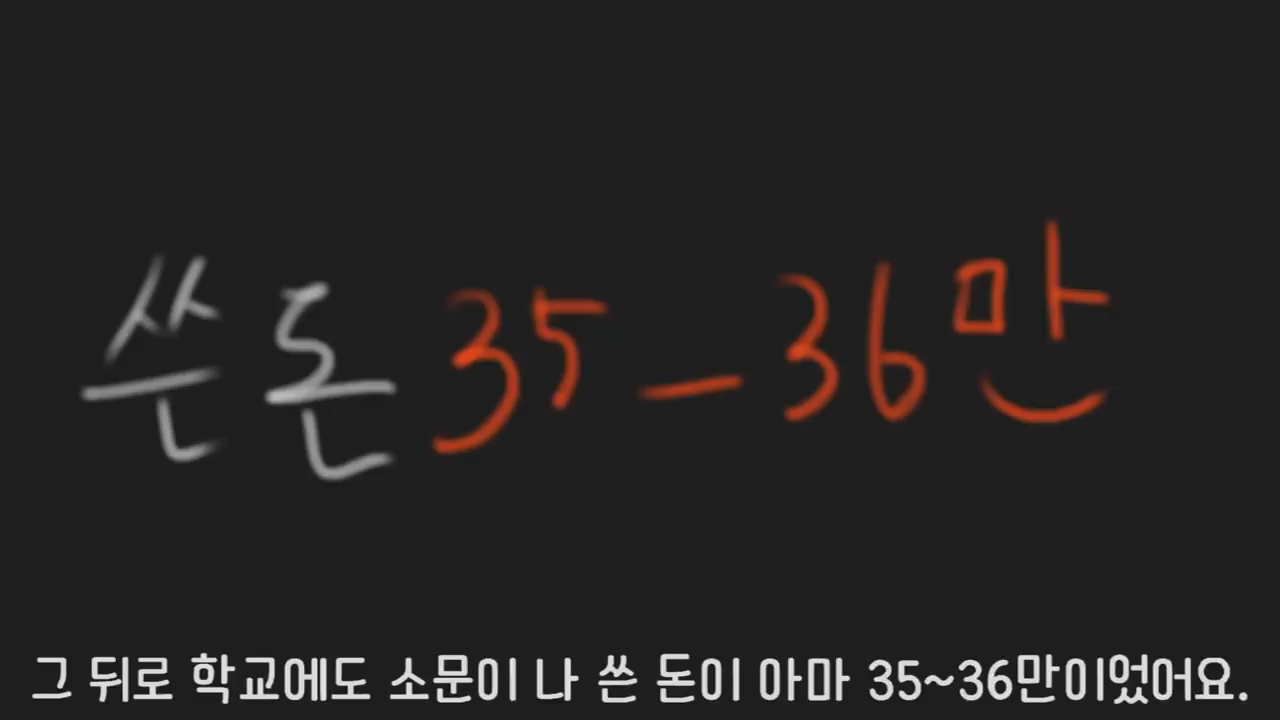 쓴 돈 35-36만
그 뒤로 학교에도 소문이 나 쓴 돈이 아마 35~36만이었어요.